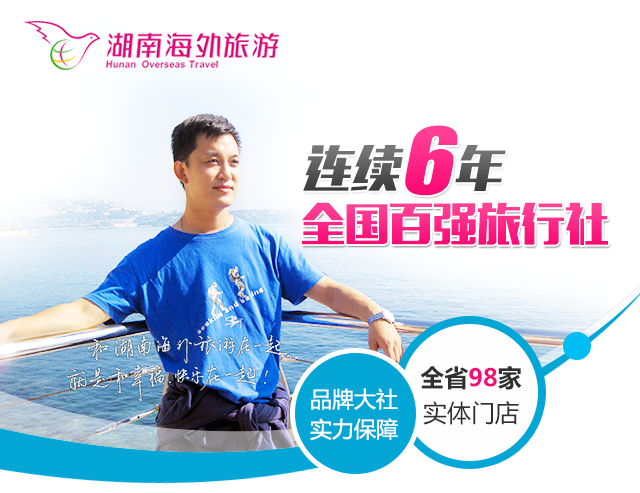 湖南海外旅游
Hunan Overseas Travel
连续6年
全国百强旅行社
和湖南海外旅游在一起
就是和幸福、快乐在一起!
品牌大社
实力保障
全省98家
实体门店